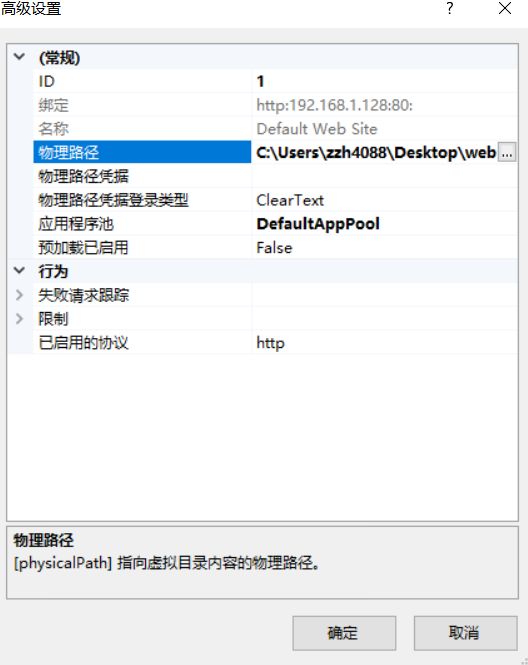 高级设置 ?
(常规)
ID 1
绑定 http:192.168.1.128:80:
名称 Default Web Site
物理路径 C:\Users\zzh4088\Desktop\web ...
物理路径凭据
物理路径凭据登录类型 ClearText
应用程序池 DefaultAppPool
预加载已启用 False
行为
失败请求跟踪
限制
已启用的协议 http
物理路径
[physicalPath] 指向虚拟目录内容的物理路径。
确定 取消